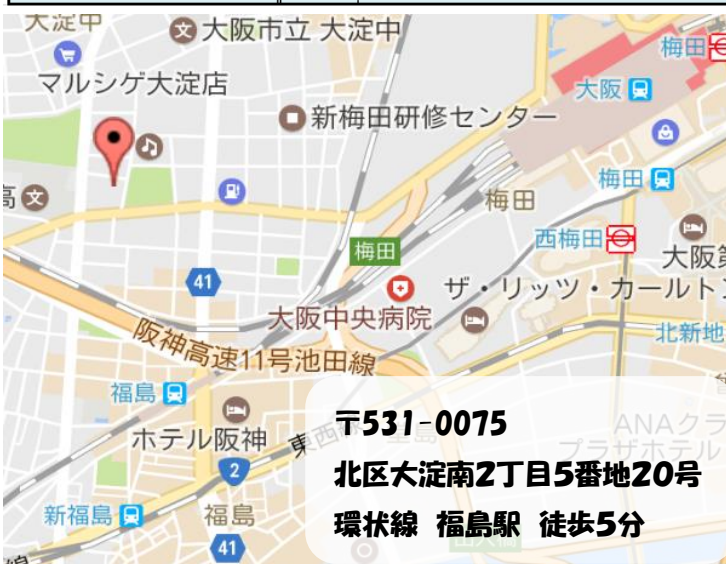 大淀中
大阪市立 大淀中
梅田
マルシゲ大淀店
大阪
新梅田研修センター
高
梅田
梅田
西梅田
梅田
大阪第
41
ザ・リッツ・カールト
大阪中央病院
阪神高速11号池田線
北新地
福島
ホテル阪神
東西線
〒531-0075
ANAクラ
プラザホテル
2
北区大淀南2丁目5番地20号
新福島
福島
環状線 福島駅 徒歩5分
41
線